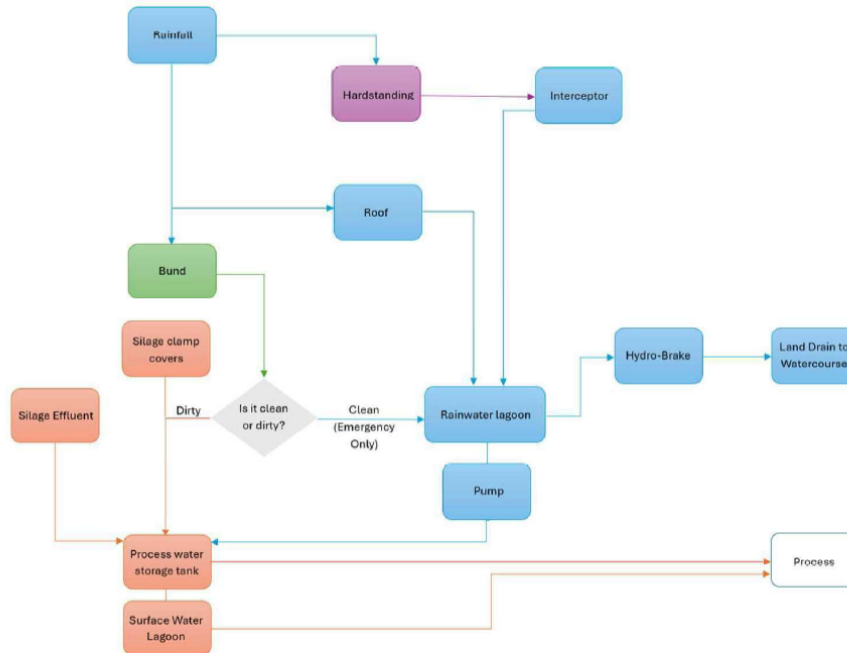 Rainfall
Hardstanding
Interceptor
Roof
Bund
Silage clamp
covers
Hydro-Brake
Land Drain to
Watercourse
Silage Effluent
Dirty
Is it clean
or dirty?
Clean
(Emergency
Only)
Rainwater lagoon
Pump
Process water
storage tank
Process
Surface Water
Lagoon